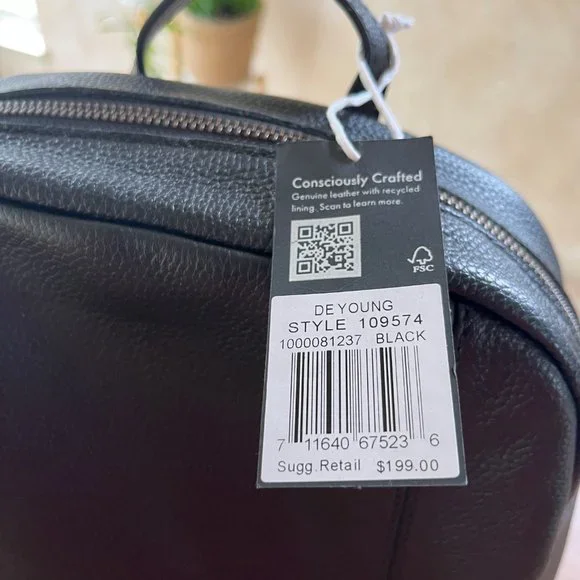 Consciously Crafted
Genuine leather with recycled
lining. Scan to learn more.
FSC
DEYOUNG
STYLE 109574
1000081237 BLACK
7 11640 67523 6
Sugg.Retail $199.00